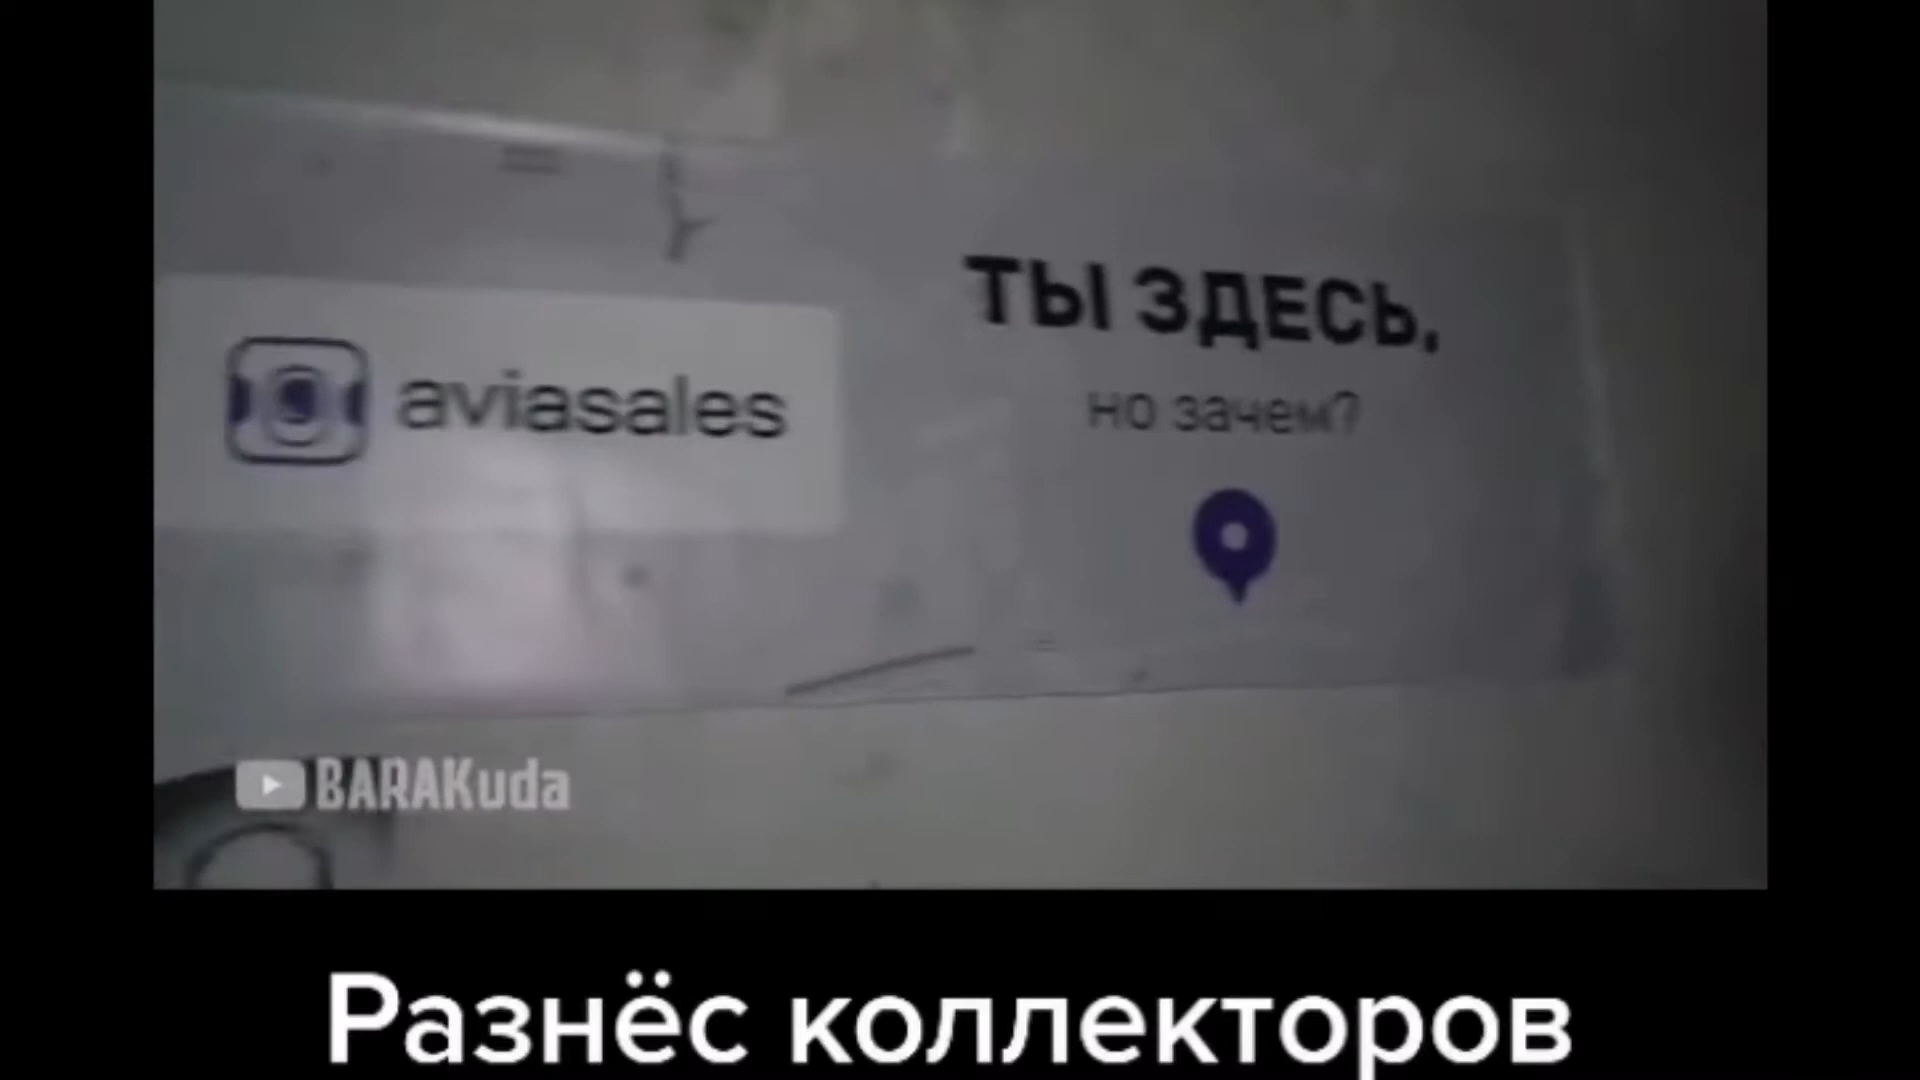 ТЫ ЗДЕСЬ,
aviasales
но зачем?
BARAKuda
Разнёс коллекторов